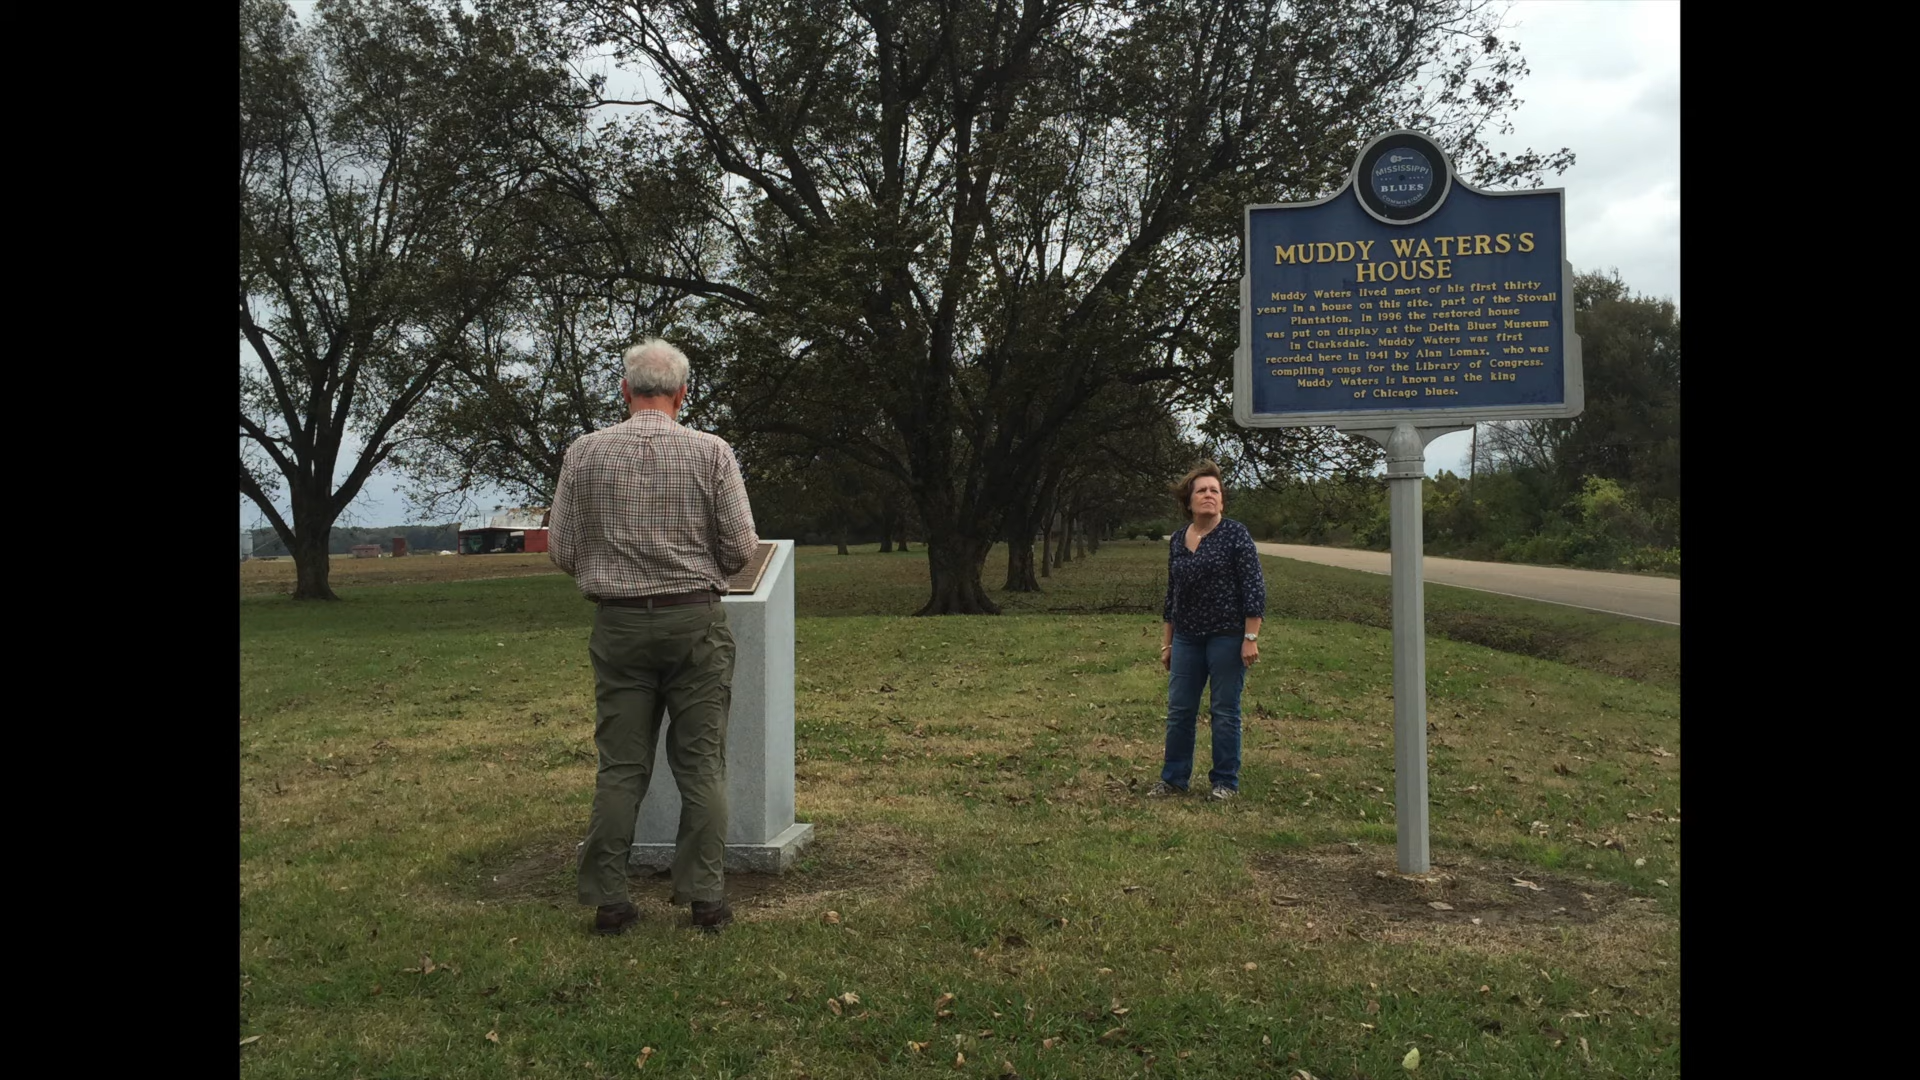 MISSISSIPPI
BLUES
COMMISSION
MUDDY WATERS'S
HOUSE
Muddy Waters lived most of his first thirty
years in a house on this site, part of the Stovall
Plantation. In 1996 the restored house
was put on display at the Delta Blues Museum
in Clarksdale. Muddy Waters was first
recorded here in 1941 by Alan Lomax, who was
compiling songs for the Library of Congress.
Muddy Waters is known as the king
of Chicago blues.